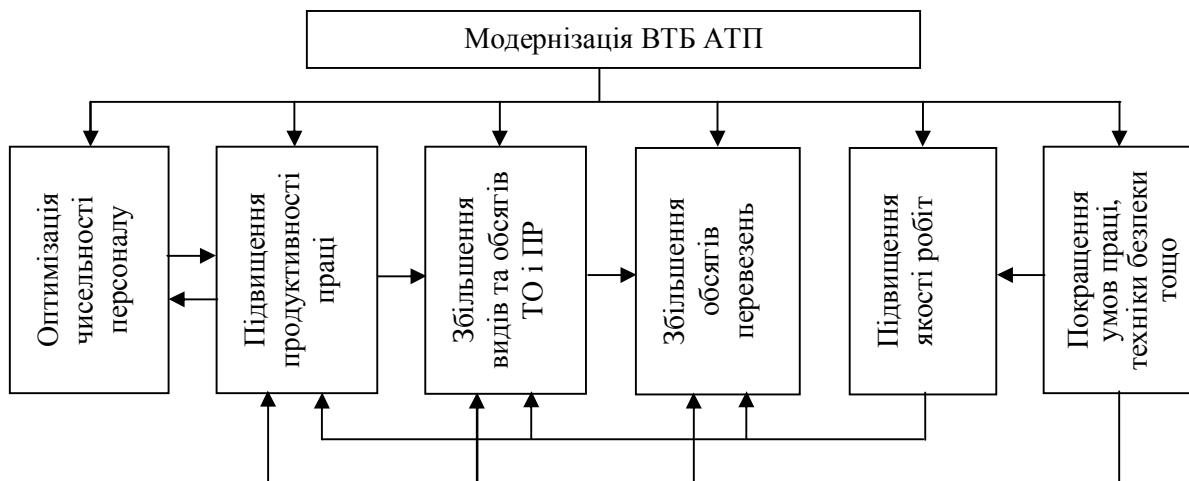 Модернізація ВТБ АТП
Оптимізація
чисельності
персоналу
Підвищення
продуктивності
праці
Збільшення
видів та обсягів
ТО і ПР
Збільшення
обсягів
перевезень
Підвищення
якості робіт
Покращення
умов праці,
техніки безпеки
тощо